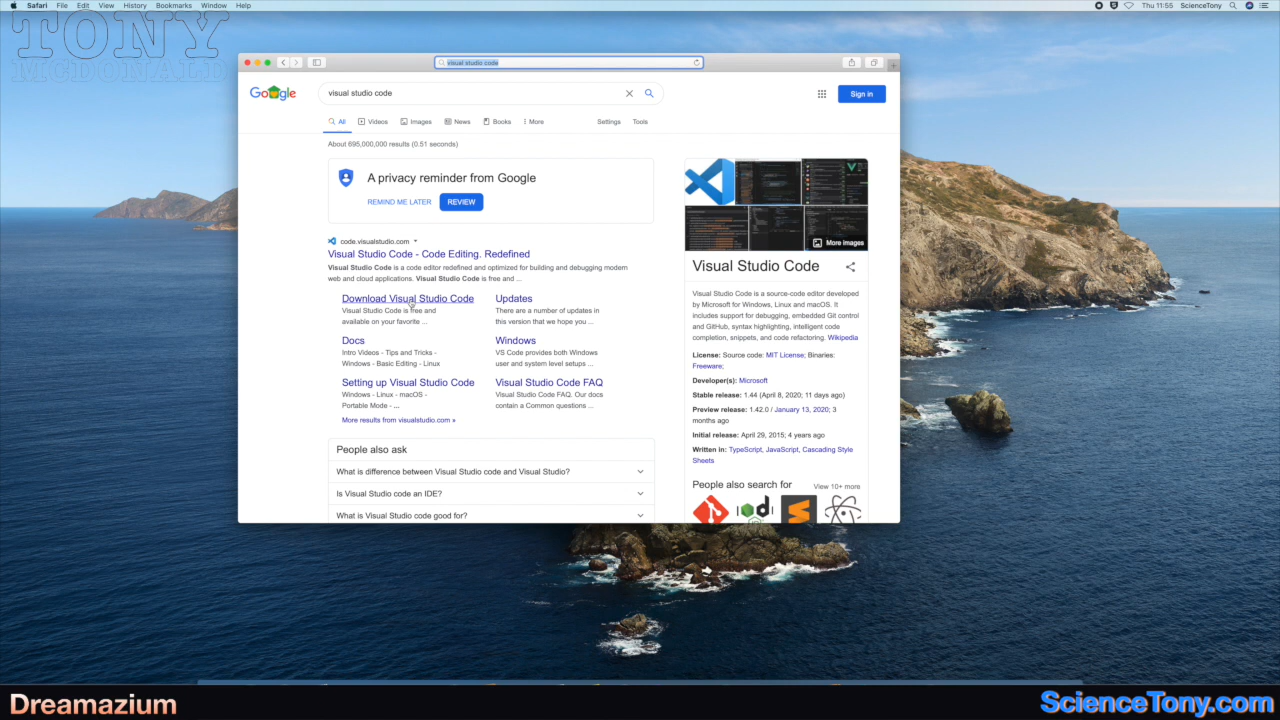 Safari File Edit View History Bookmarks Window Help
Thu 11:55 ScienceTony
TONY
MCDONALD
visual studio code
Google
visual studio code
Sign in
All Videos Images News Books More Settings Tools
About 695,000,000 results (0.51 seconds)
A privacy reminder from Google
REMIND ME LATER REVIEW
code.visualstudio.com
Visual Studio Code - Code Editing. Redefined
Visual Studio Code is a code editor redefined and optimized for building and debugging modern
web and cloud applications. Visual Studio Code is free and ...
Download Visual Studio Code
Visual Studio Code is free and
available on your favorite ...
Updates
There are a number of updates in
this version that we hope you ...
Docs
Intro Videos - Tips and Tricks -
Windows - Basic Editing - Linux
Windows
VS Code provides both Windows
user and system level setups ...
Setting up Visual Studio Code
Windows - Linux - macOS -
Portable Mode - ...
Visual Studio Code FAQ
Visual Studio Code FAQ. Our docs
contain a Common questions ...
More results from visualstudio.com »
People also ask
What is difference between Visual Studio code and Visual Studio?
Is Visual Studio code an IDE?
What is Visual Studio code good for?
More images
Visual Studio Code
Visual Studio Code is a source-code editor developed
by Microsoft for Windows, Linux and macOS. It
includes support for debugging, embedded Git control
and GitHub, syntax highlighting, intelligent code
completion, snippets, and code refactoring. Wikipedia
License: Source code: MIT License; Binaries:
Freeware;
Developer(s): Microsoft
Stable release: 1.44 (April 8, 2020; 11 days ago)
Preview release: 1.42.0 / January 13, 2020; 3
months ago
Initial release: April 29, 2015; 4 years ago
Written in: TypeScript, JavaScript, Cascading Style
Sheets
People also search for View 10+ more
Dreamazium
ScienceTony.com